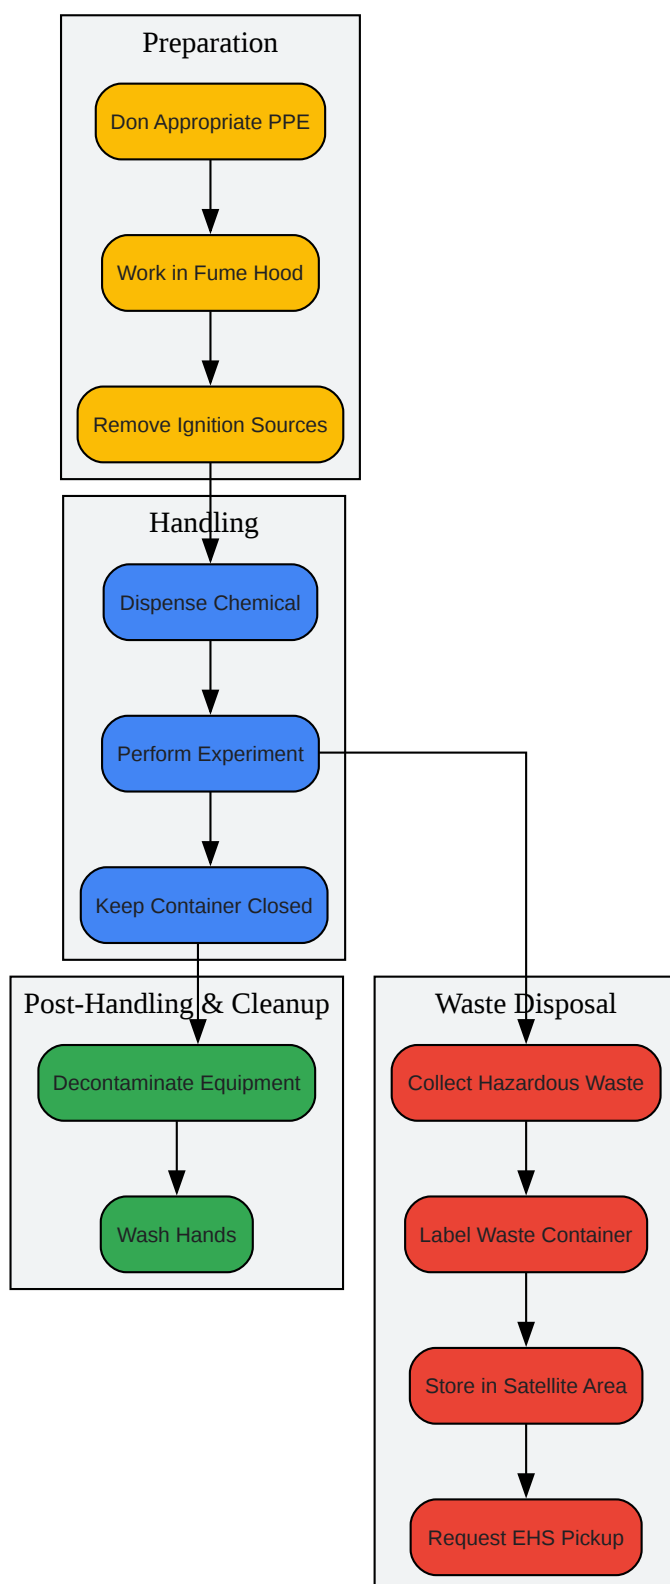 Preparation
Don Appropriate PPE
Work in Fume Hood
Remove Ignition Sources
Handling
Dispense Chemical
Perform Experiment
Keep Container Closed
Post-Handling & Cleanup
Decontaminate Equipment
Wash Hands
Waste Disposal
Collect Hazardous Waste
Label Waste Container
Store in Satellite Area
Request EHS Pickup